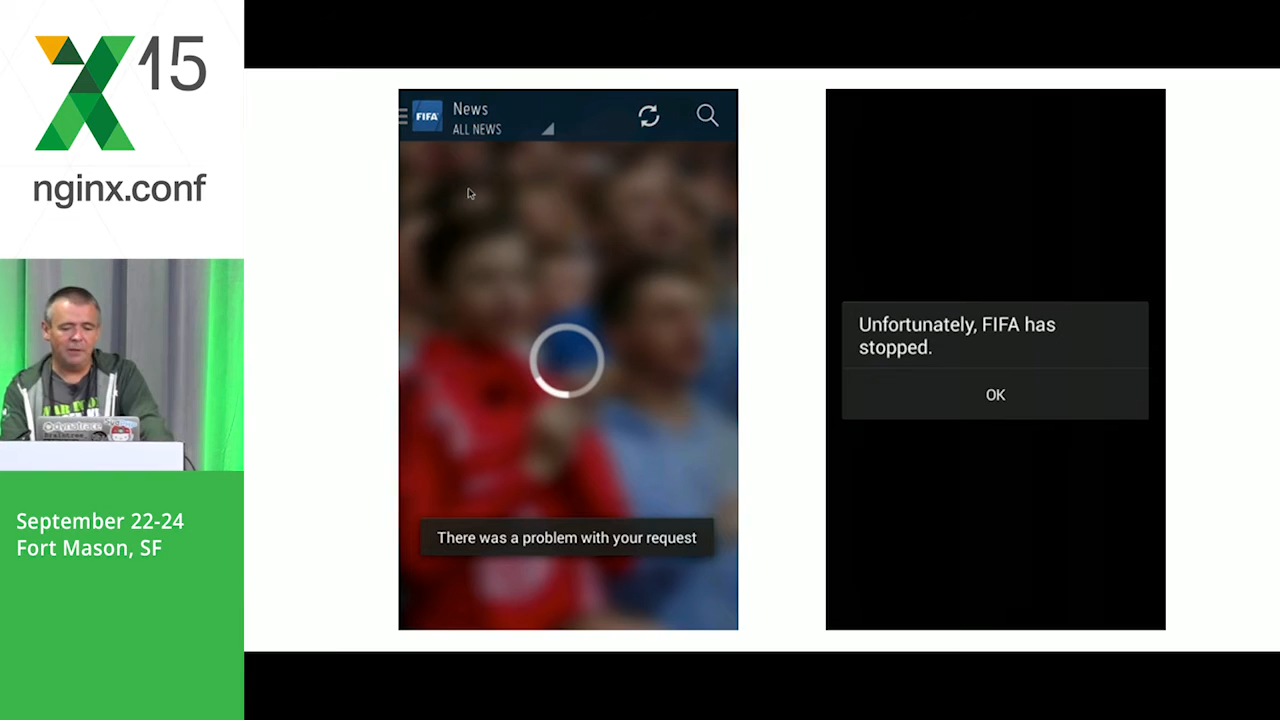 15
nginx.conf
dynatrace
September 22-24
Fort Mason, SF
FIFA
News
ALL NEWS
There was a problem with your request
Unfortunately, FIFA has
stopped.
OK